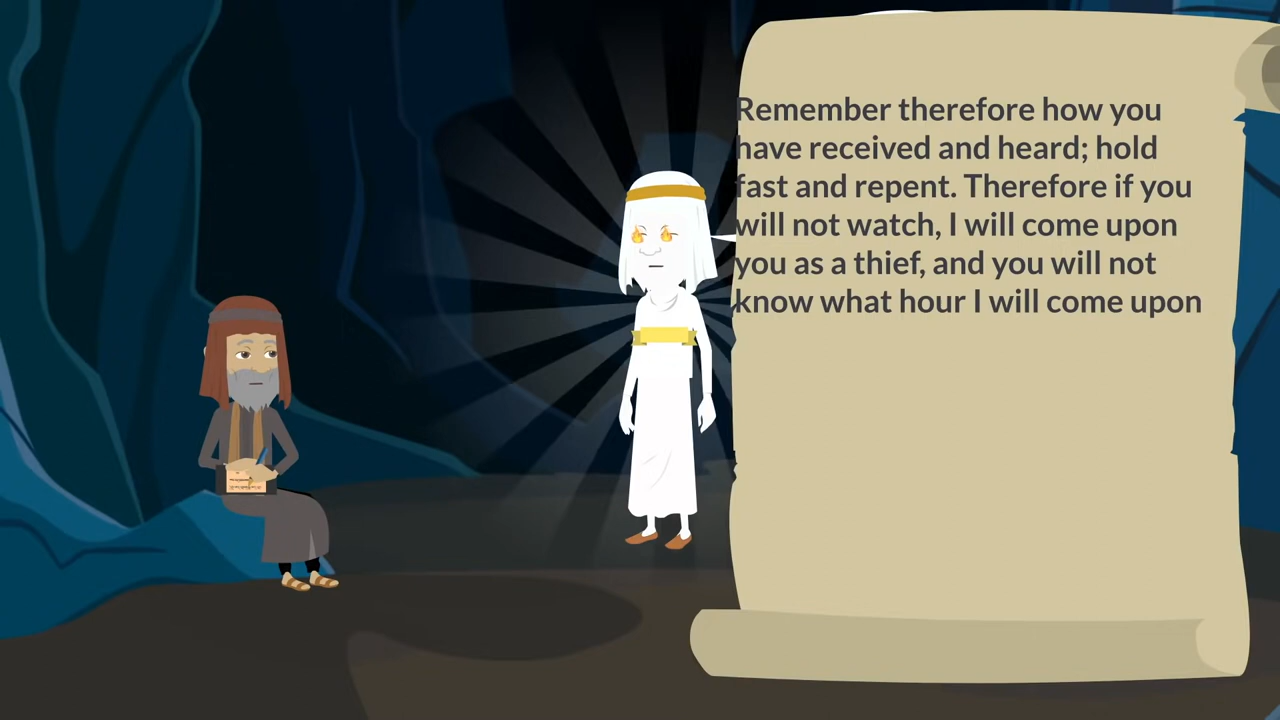 Remember therefore how you
have received and heard; hold
fast and repent. Therefore if you
will not watch, I will come upon
you as a thief, and you will not
know what hour I will come upon